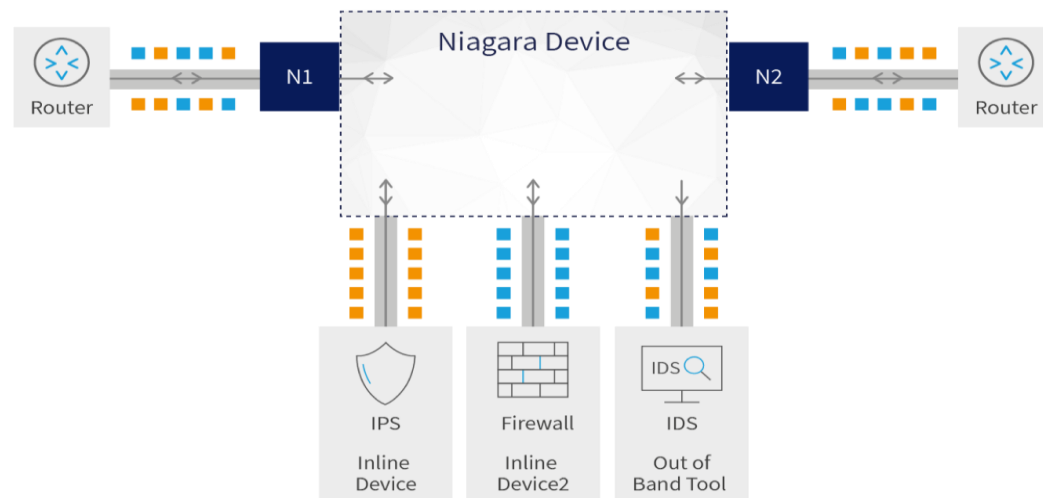 Niagara Device
Router
N1
N2
Router
IPS
Inline
Device
Firewall
Inline
Device2
IDS
IDS
Out of
Band Tool